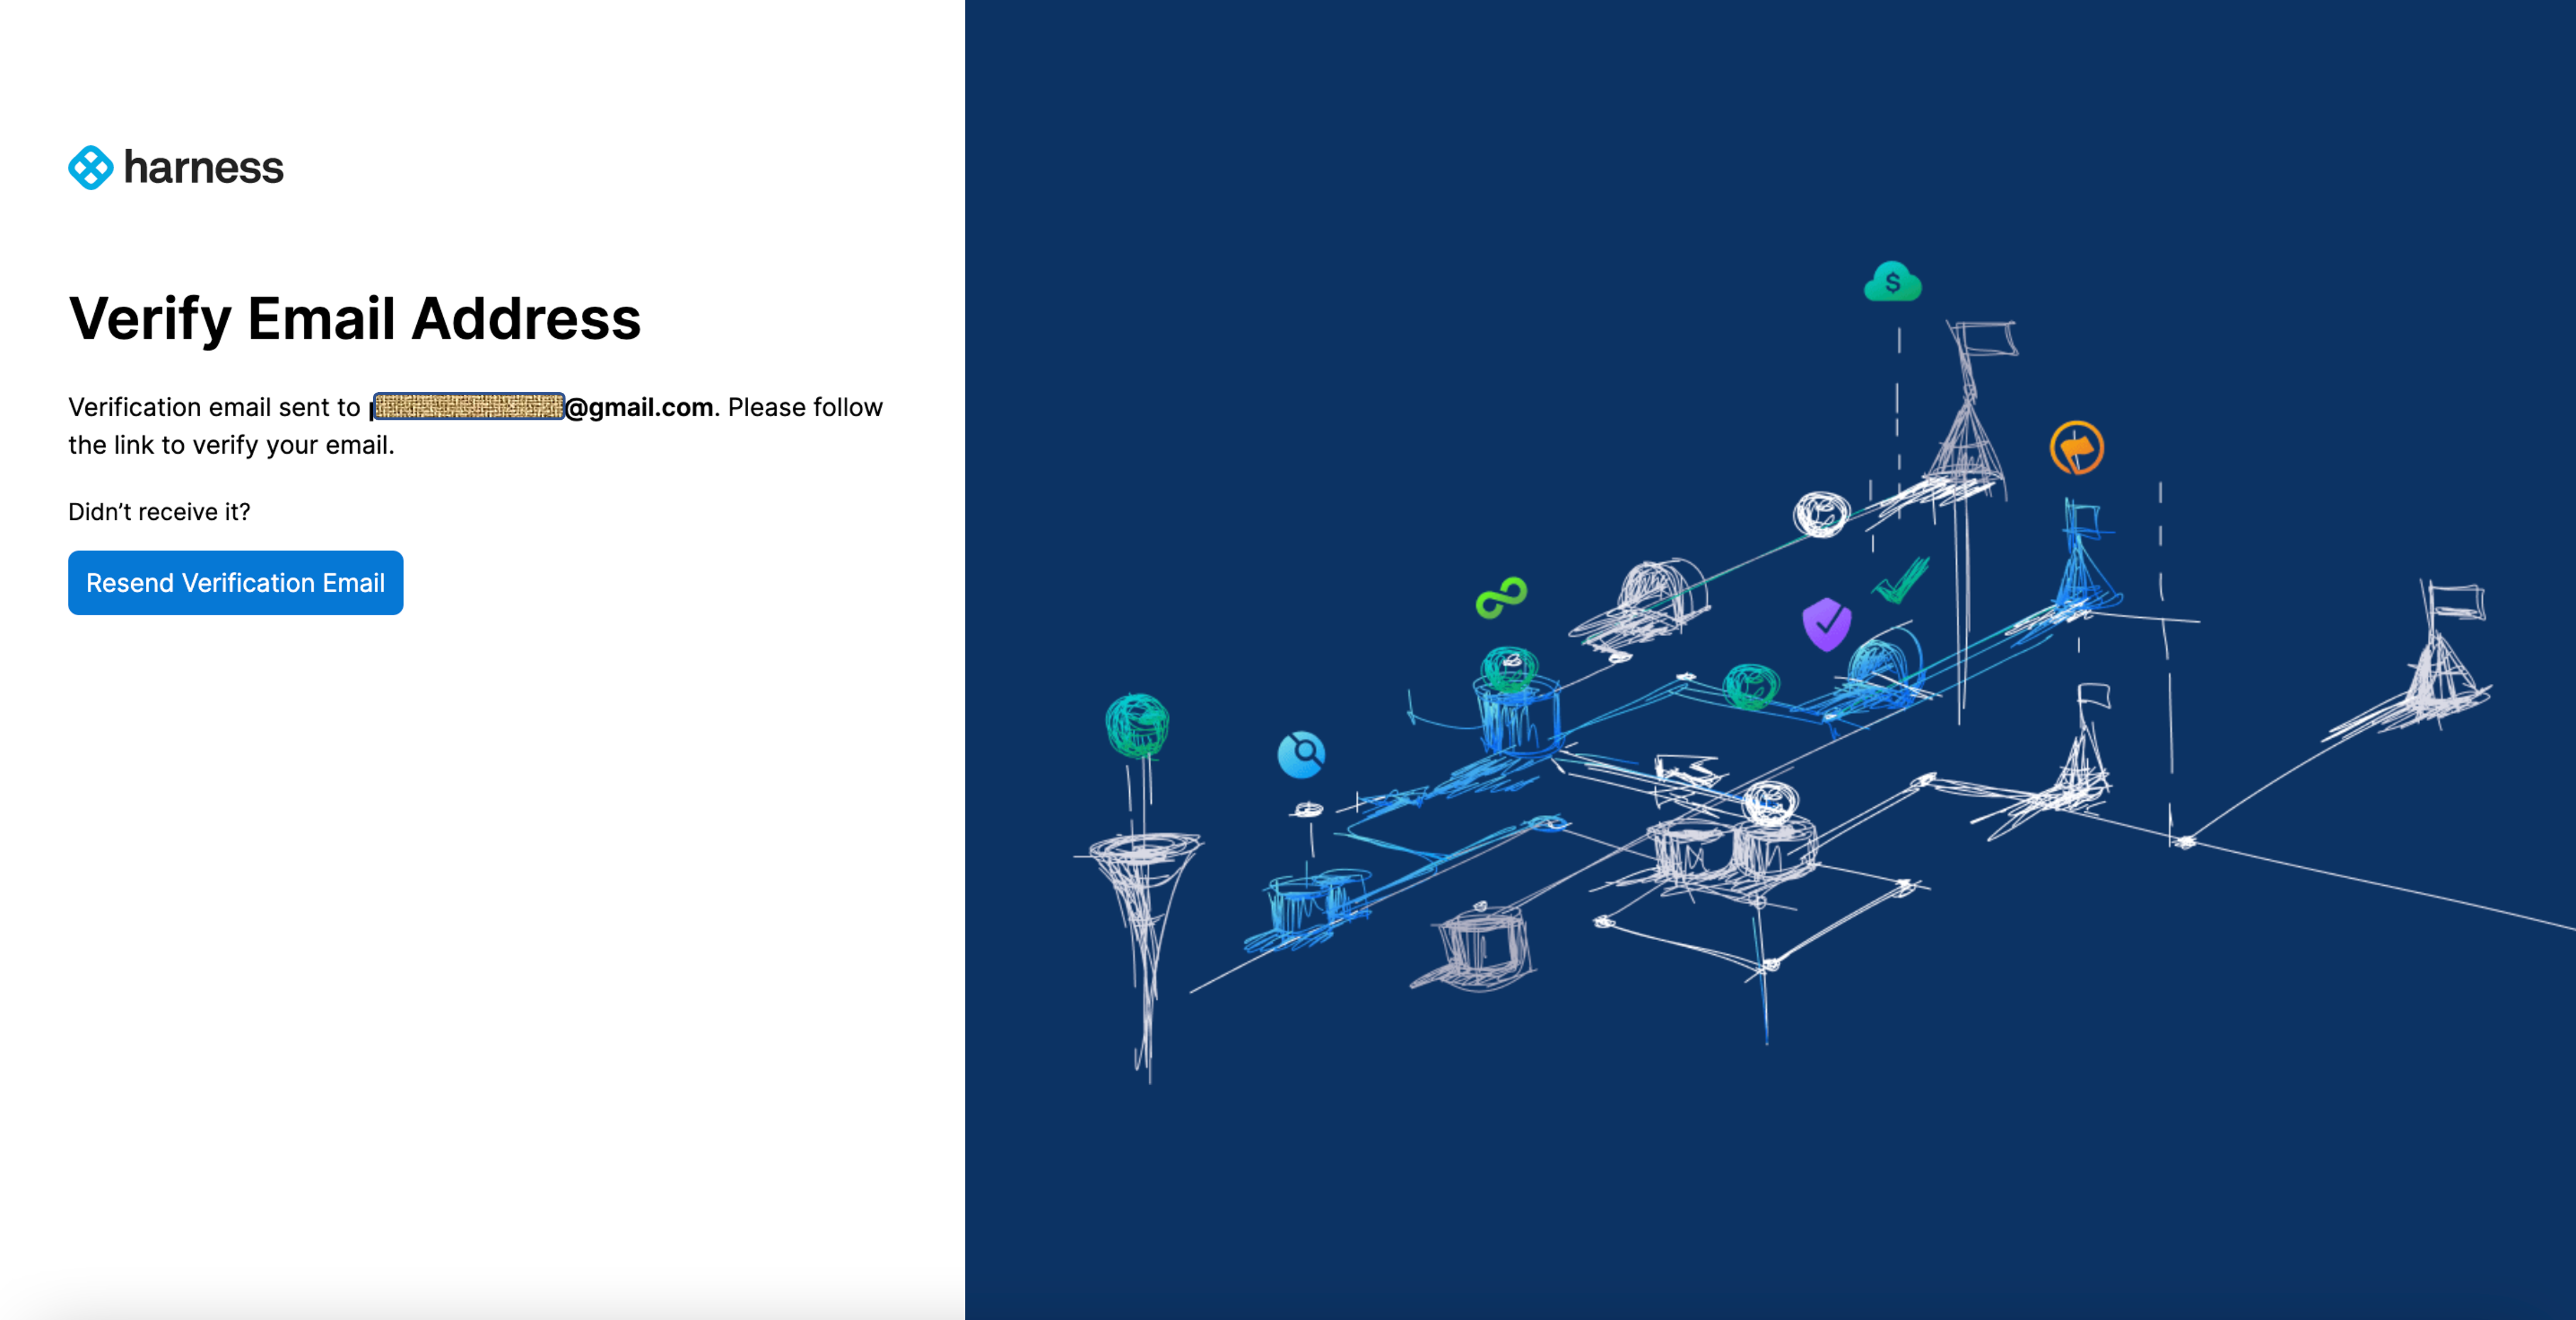 harness
Verify Email Address
Verification email sent to @gmail.com. Please follow
the link to verify your email.
Didn’t receive it?
Resend Verification Email
$